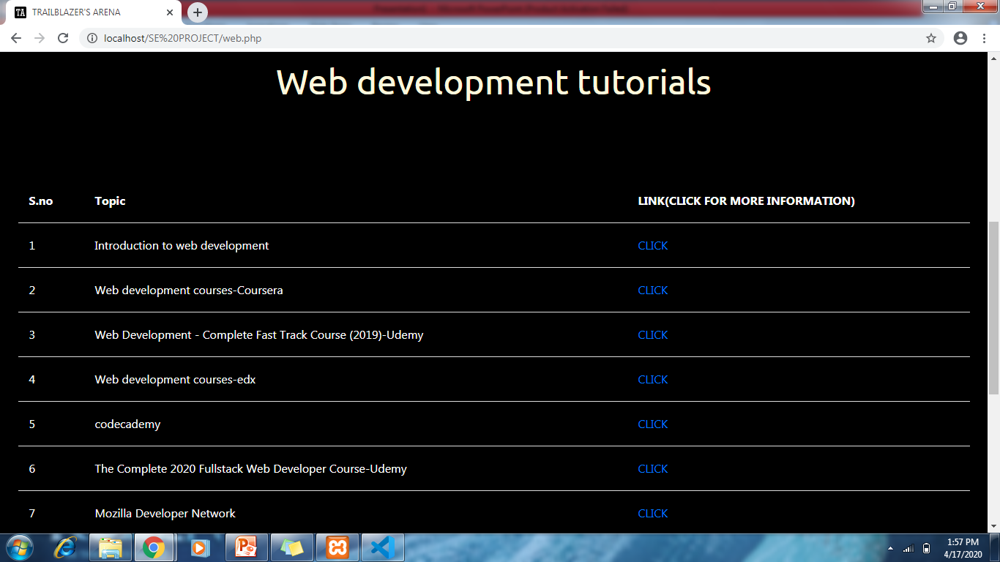 TA TRAILBLAZER'S ARENA
localhost/SE%20PROJECT/web.php
Web development tutorials
S.no Topic LINK(CLICK FOR MORE INFORMATION)
1 Introduction to web development CLICK
2 Web development courses-Coursera CLICK
3 Web Development - Complete Fast Track Course (2019)-Udemy CLICK
4 Web development courses-edx CLICK
5 codecademy CLICK
6 The Complete 2020 Fullstack Web Developer Course-Udemy CLICK
7 Mozilla Developer Network CLICK
1:57 PM
4/17/2020